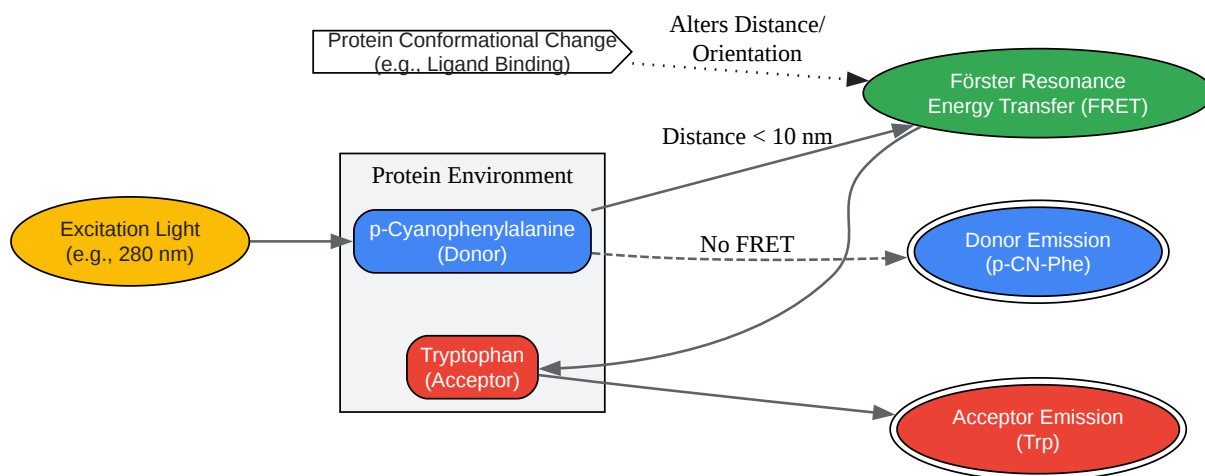 Protein Conformational Change
(e.g., Ligand Binding)
Alters Distance/
Orientation
Förster Resonance
Energy Transfer (FRET)
Distance < 10 nm
Protein Environment
Excitation Light
(e.g., 280 nm)
p-Cyanophenylalanine
(Donor)
No FRET
Donor Emission
(p-CN-Phe)
Tryptophan
(Acceptor)
Acceptor Emission
(Trp)